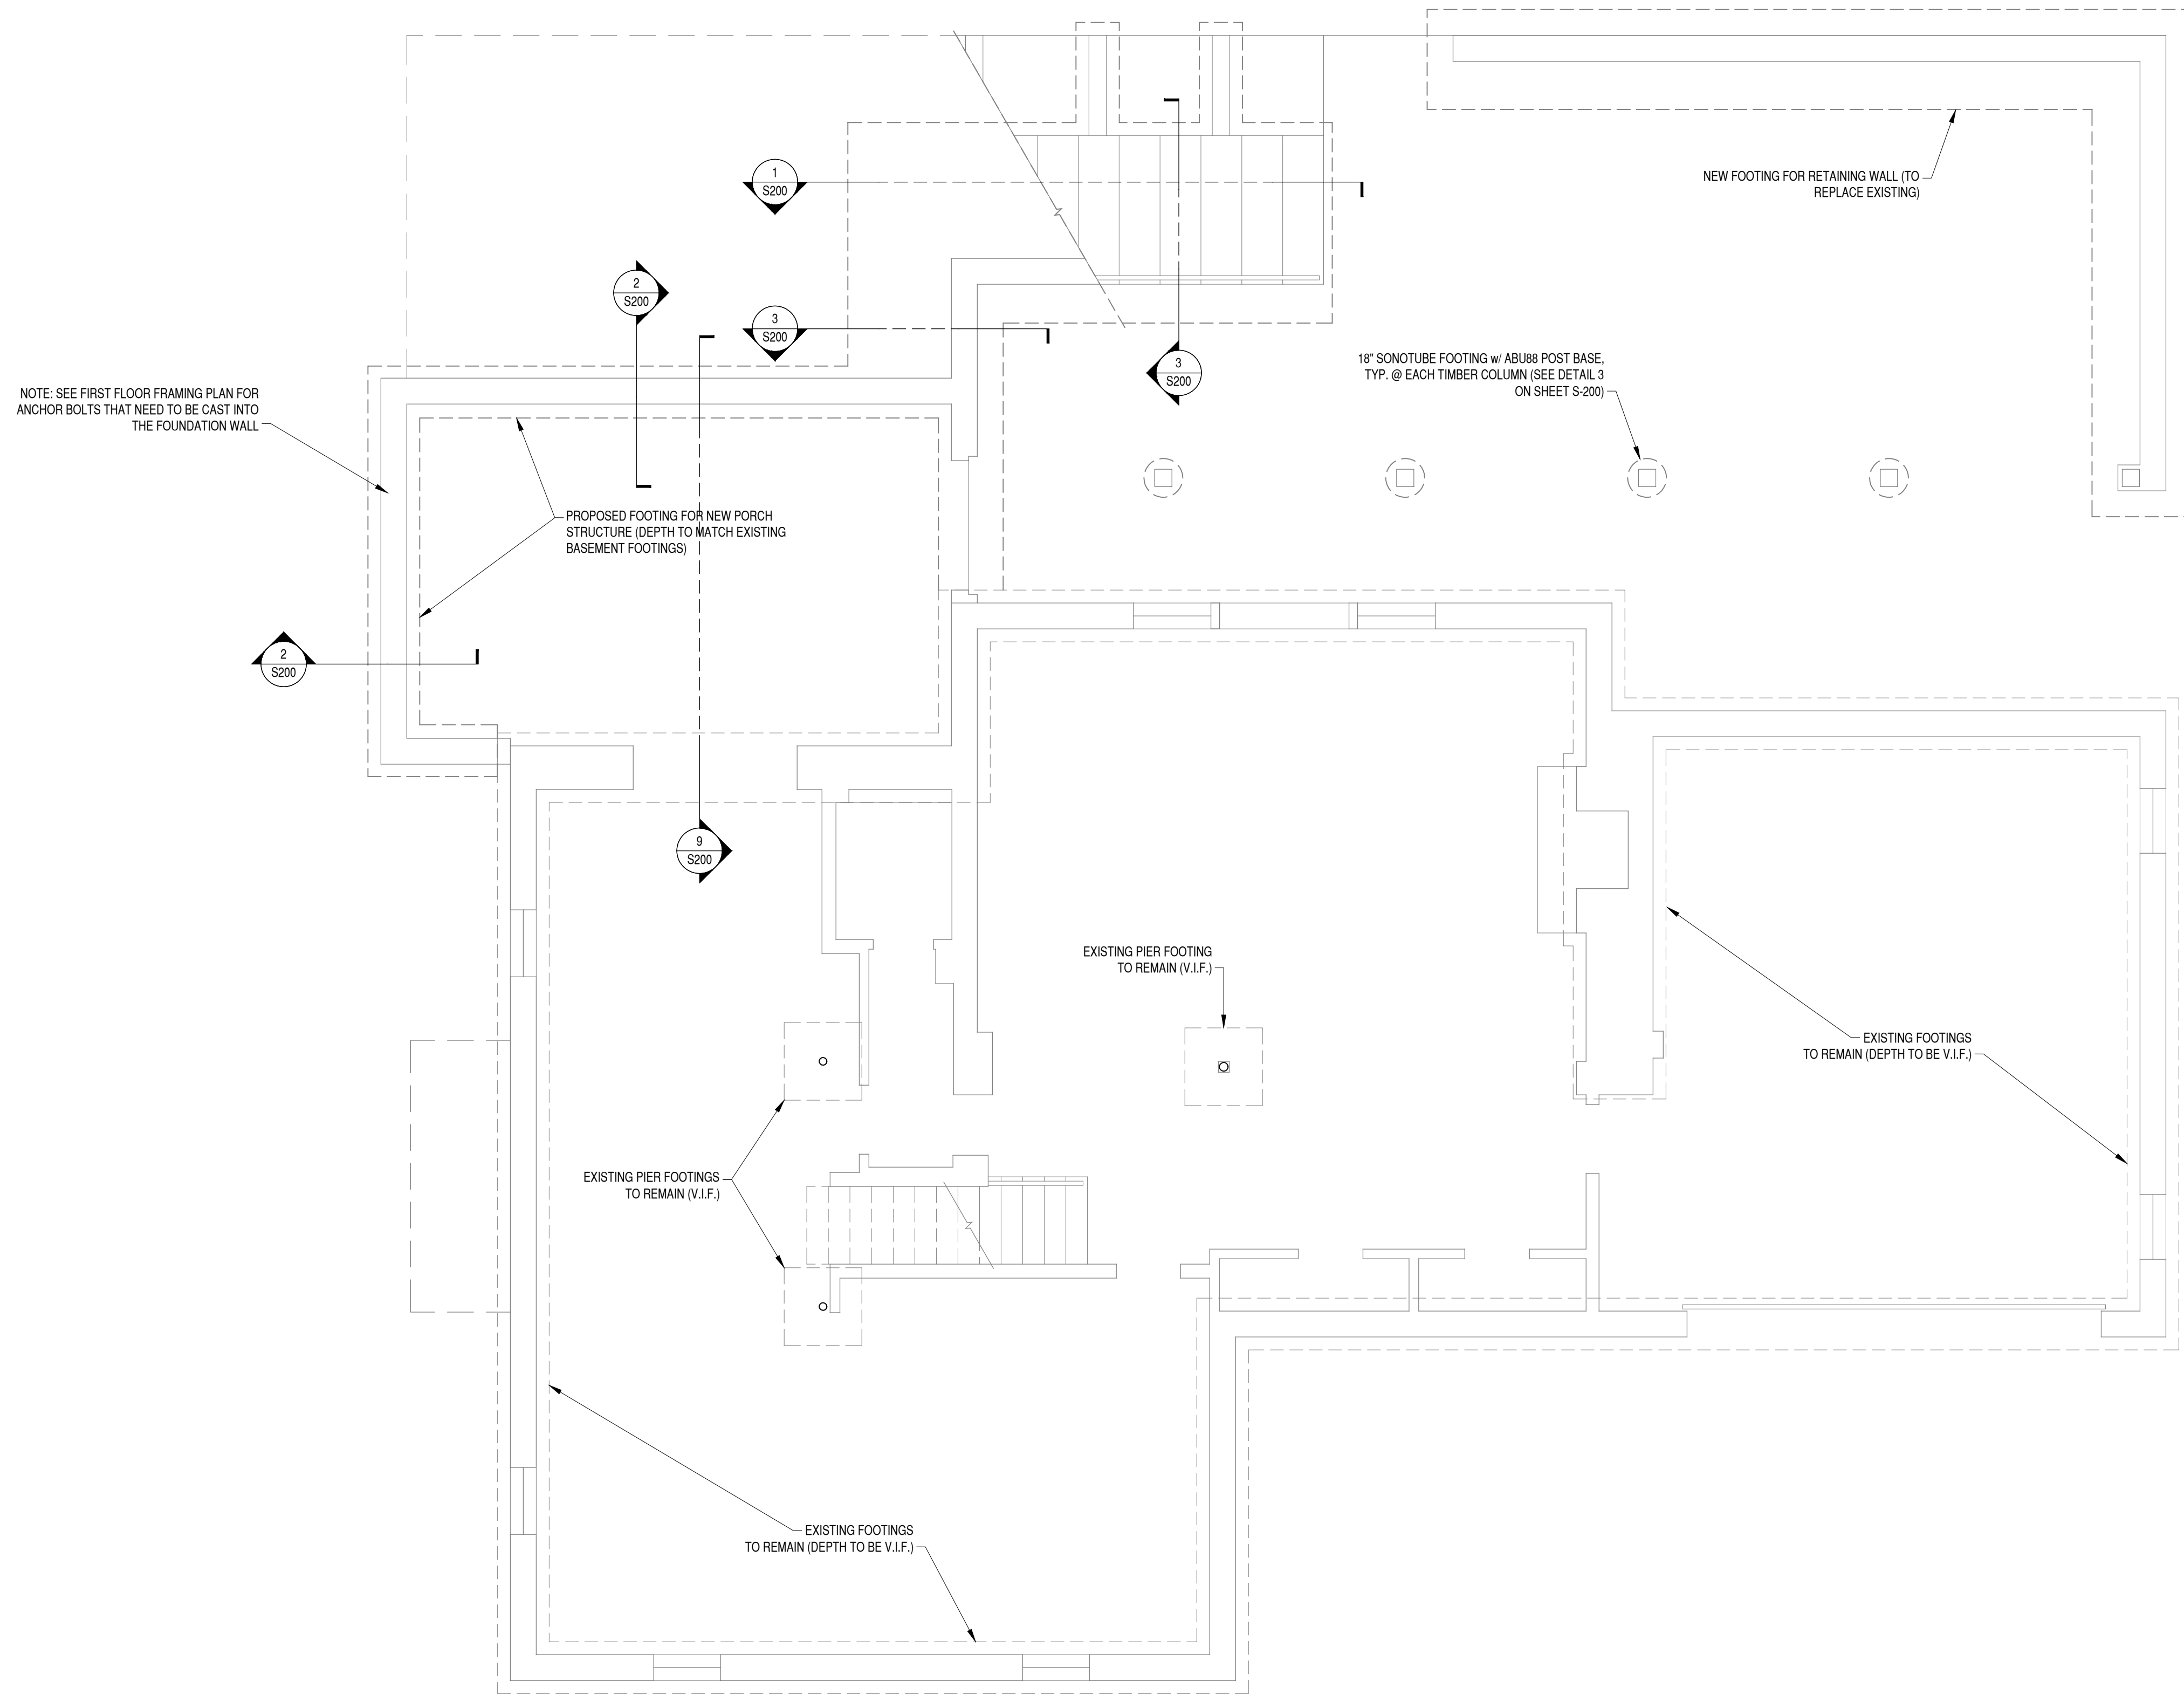 1
S200
NEW FOOTING FOR RETAINING WALL (TO
REPLACE EXISTING)
2
S200
3
S200
3
S200
18" SONOTUBE FOOTING w/ ABU88 POST BASE,
TYP. @ EACH TIMBER COLUMN (SEE DETAIL 3
ON SHEET S-200)
NOTE: SEE FIRST FLOOR FRAMING PLAN FOR
ANCHOR BOLTS THAT NEED TO BE CAST INTO
THE FOUNDATION WALL
PROPOSED FOOTING FOR NEW PORCH
STRUCTURE (DEPTH TO MATCH EXISTING
BASEMENT FOOTINGS)
2
S200
9
S200
EXISTING PIER FOOTING
TO REMAIN (V.I.F.)
EXISTING FOOTINGS
TO REMAIN (DEPTH TO BE V.I.F.)
EXISTING PIER FOOTINGS
TO REMAIN (V.I.F.)
EXISTING FOOTINGS
TO REMAIN (DEPTH TO BE V.I.F.)